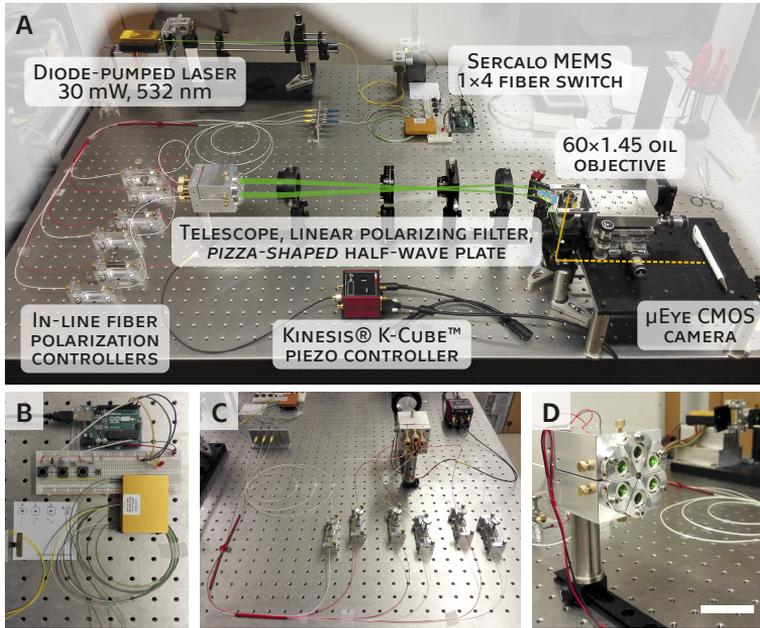 A
Diode-pumped laser
30 mW, 532 nm
Sercalo MEMS
1×4 fiber switch
60×1.45 oil
objective
Telescope, linear polarizing filter,
pizza-shaped half-wave plate
In-line fiber
polarization
controllers
Kinesis® K-Cube™
piezo controller
µEye CMOS
camera
B
C
D